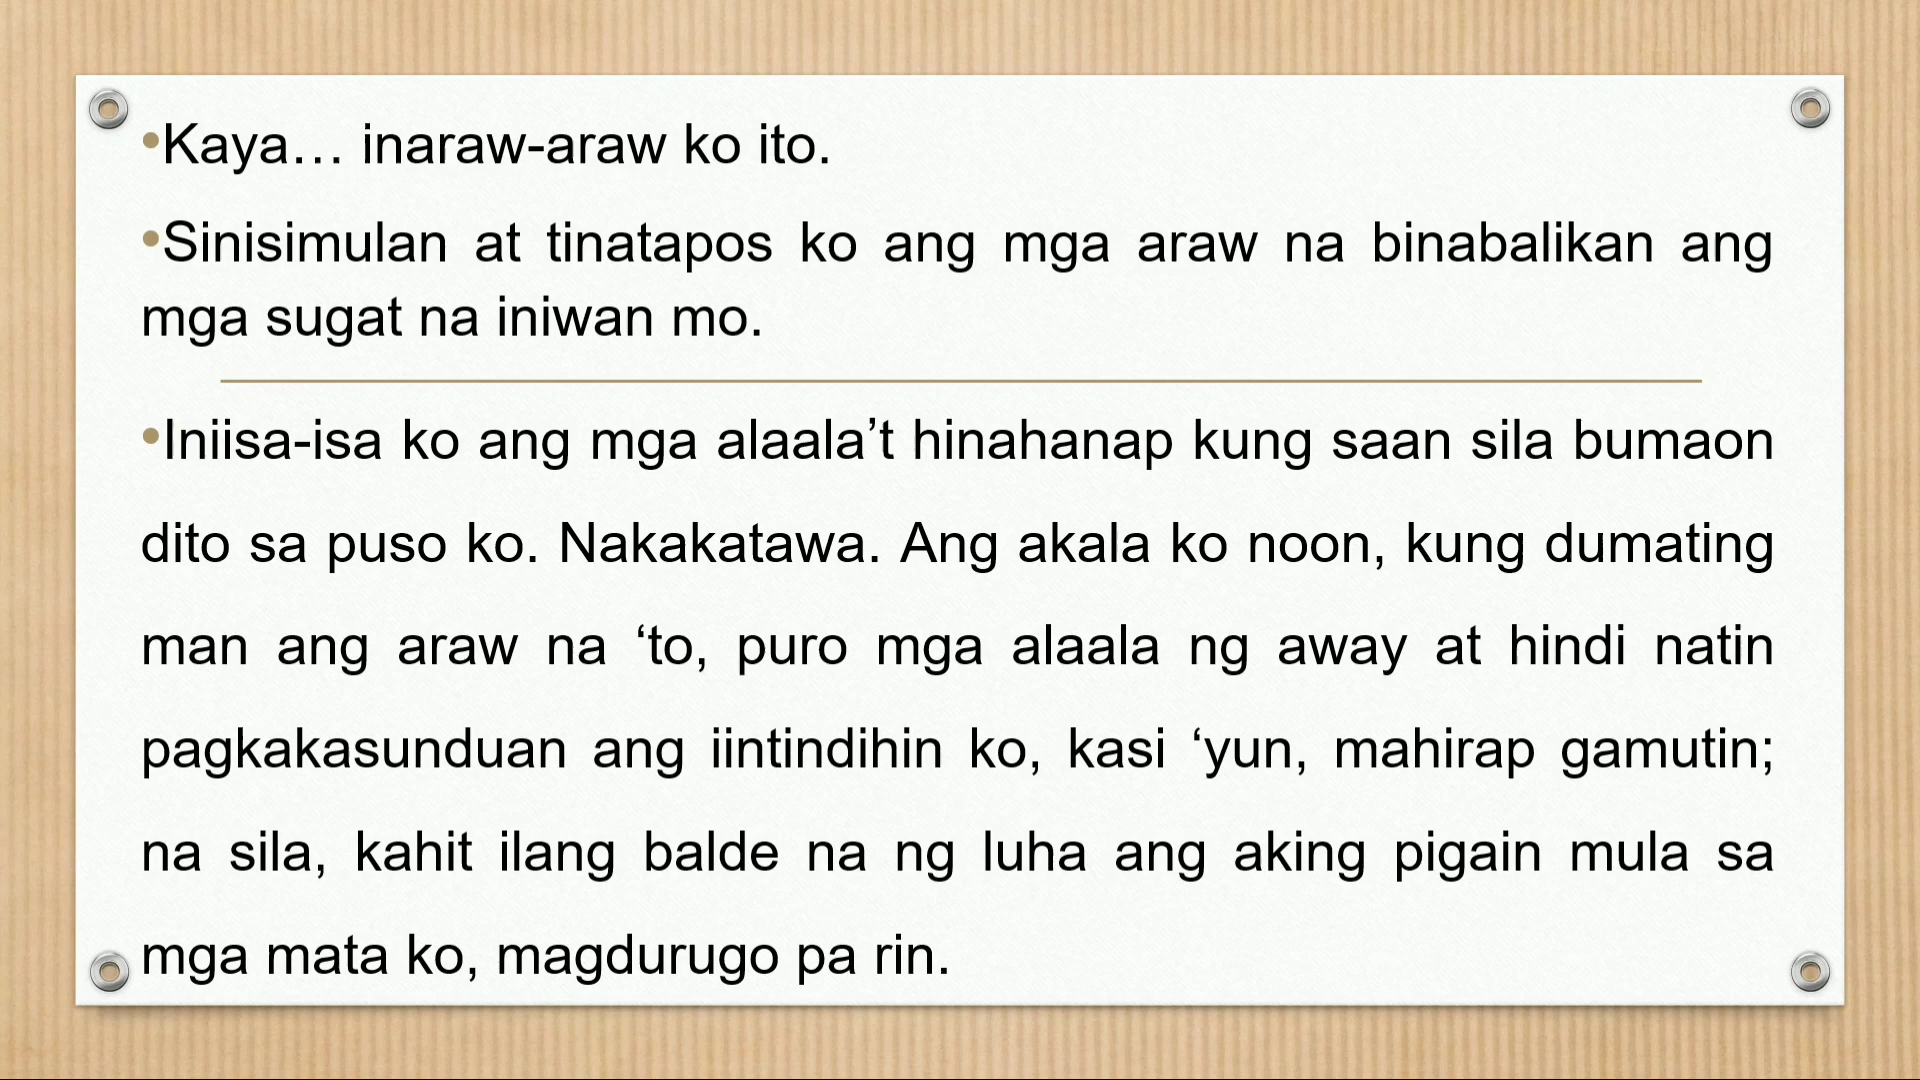 •Kaya… inaraw-araw ko ito.
•Sinisimulan at tinatapos ko ang mga araw na binabalikan ang
mga sugat na iniwan mo.
•Iniisa-isa ko ang mga alaala’t hinahanap kung saan sila bumaon
dito sa puso ko. Nakakatawa. Ang akala ko noon, kung dumating
man ang araw na ‘to, puro mga alaala ng away at hindi natin
pagkakasunduan ang iintindihin ko, kasi ‘yun, mahirap gamutin;
na sila, kahit ilang balde na ng luha ang aking pigain mula sa
mga mata ko, magdurugo pa rin.